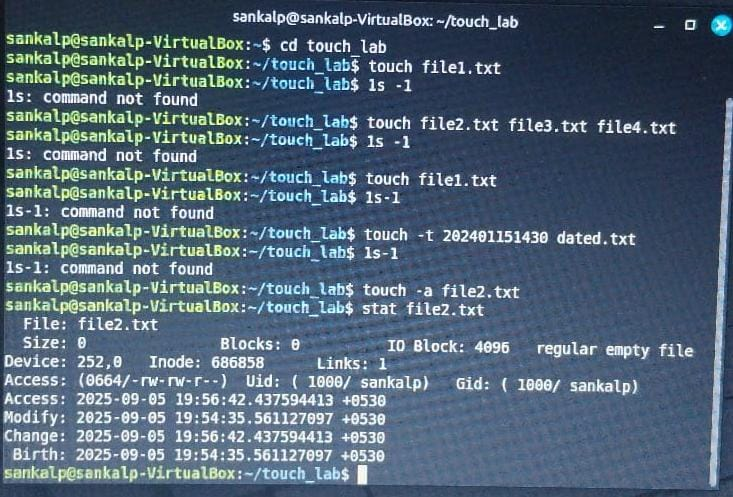 sankalp@sankalp-VirtualBox: ~/touch_lab
sankalp@sankalp-VirtualBox:~$ cd touch_lab
sankalp@sankalp-VirtualBox:~/touch_lab$ touch file1.txt
sankalp@sankalp-VirtualBox:~/touch_lab$ 1s -1
1s: command not found
sankalp@sankalp-VirtualBox:~/touch_lab$ touch file2.txt file3.txt file4.txt
sankalp@sankalp-VirtualBox:~/touch_lab$ 1s -1
1s: command not found
sankalp@sankalp-VirtualBox:~/touch_lab$ touch file1.txt
sankalp@sankalp-VirtualBox:~/touch_lab$ 1s-1
1s-1: command not found
sankalp@sankalp-VirtualBox:~/touch_lab$ touch -t 202401151430 dated.txt
sankalp@sankalp-VirtualBox:~/touch_lab$ 1s-1
1s-1: command not found
sankalp@sankalp-VirtualBox:~/touch_lab$ touch -a file2.txt
sankalp@sankalp-VirtualBox:~/touch_lab$ stat file2.txt
File: file2.txt
Size: 0 Blocks: 0 IO Block: 4096 regular empty file
Device: 252,0 Inode: 686858 Links: 1
Access: (0664/-rw-rw-r--) Uid: ( 1000/ sankalp) Gid: ( 1000/ sankalp)
Access: 2025-09-05 19:56:42.437594413 +0530
Modify: 2025-09-05 19:54:35.561127097 +0530
Change: 2025-09-05 19:56:42.437594413 +0530
Birth: 2025-09-05 19:54:35.561127097 +0530
sankalp@sankalp-VirtualBox:~/touch_lab$